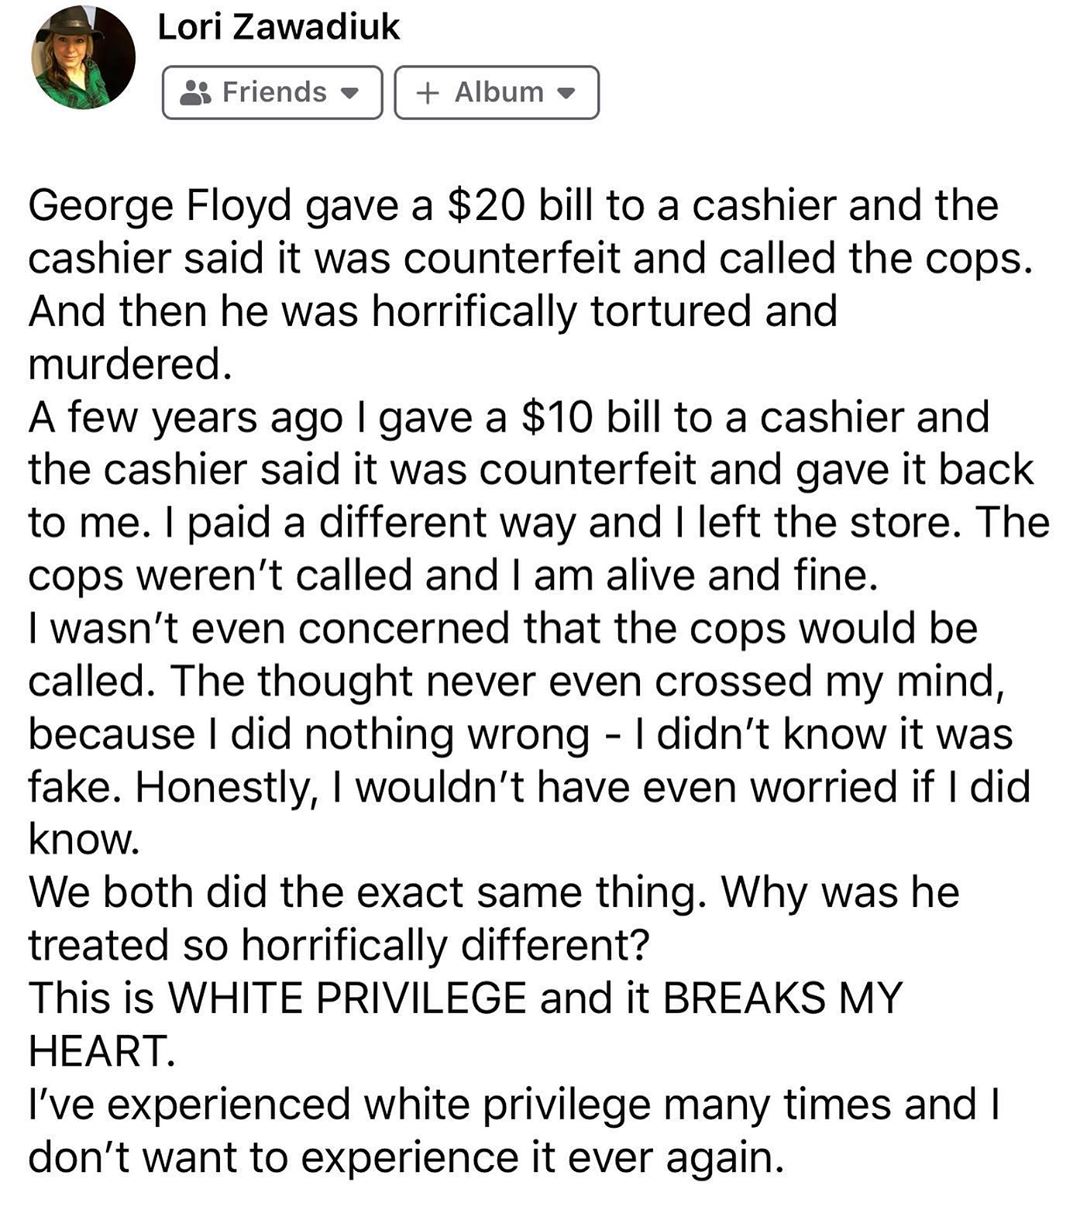 Lori Zawadiuk
Friends
+ Album
George Floyd gave a $20 bill to a cashier and the
cashier said it was counterfeit and called the cops.
And then he was horrifically tortured and
murdered.
A few years ago I gave a $10 bill to a cashier and
the cashier said it was counterfeit and gave it back
to me. I paid a different way and I left the store. The
cops weren’t called and I am alive and fine.
I wasn’t even concerned that the cops would be
called. The thought never even crossed my mind,
because I did nothing wrong - I didn’t know it was
fake. Honestly, I wouldn’t have even worried if I did
know.
We both did the exact same thing. Why was he
treated so horrifically different?
This is WHITE PRIVILEGE and it BREAKS MY
HEART.
I’ve experienced white privilege many times and I
don’t want to experience it ever again.